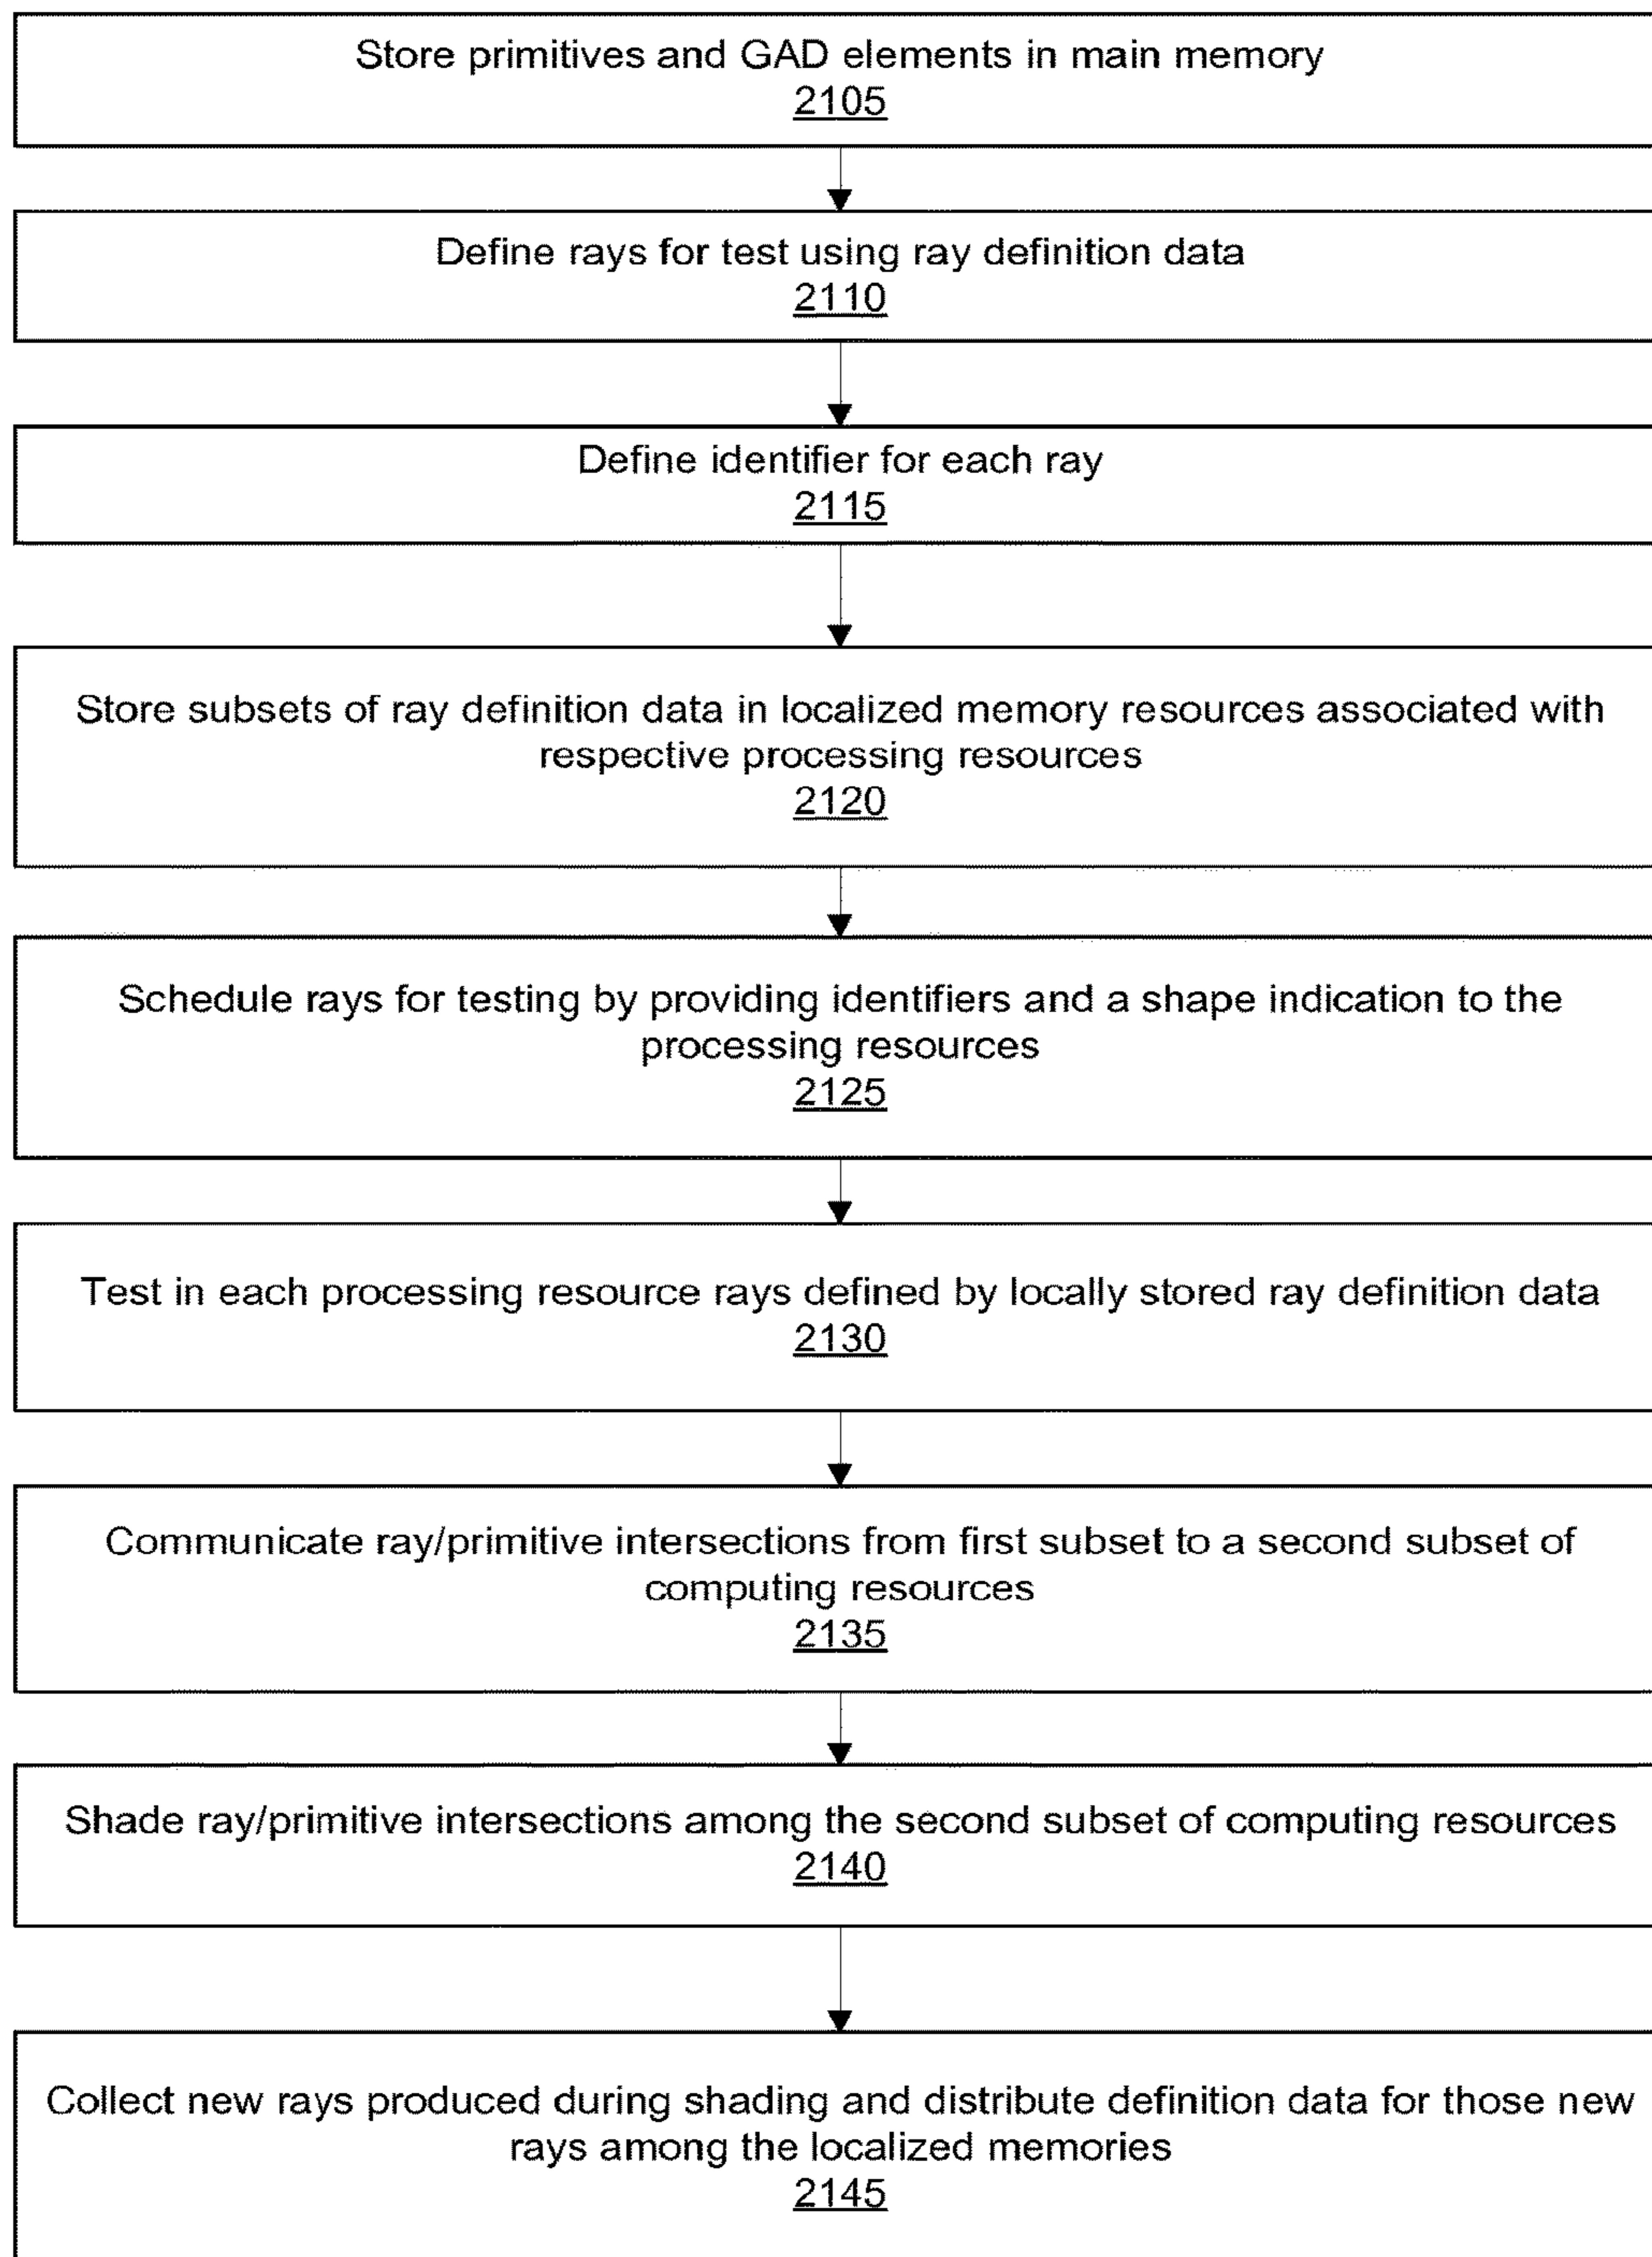 Store primitives and GAD elements in main memory
2105
Define rays for test using ray definition data
2110
Define identifier for each ray
2115
Store subsets of ray definition data in localized memory resources associated with
respective processing resources
2120
Schedule rays for testing by providing identifiers and a shape indication to the
processing resources
2125
Test in each processing resource rays defined by locally stored ray definition data
2130
Communicate ray/primitive intersections from first subset to a second subset of
computing resources
2135
Shade ray/primitive intersections among the second subset of computing resources
2140
Collect new rays produced during shading and distribute definition data for those new
rays among the localized memories
2145